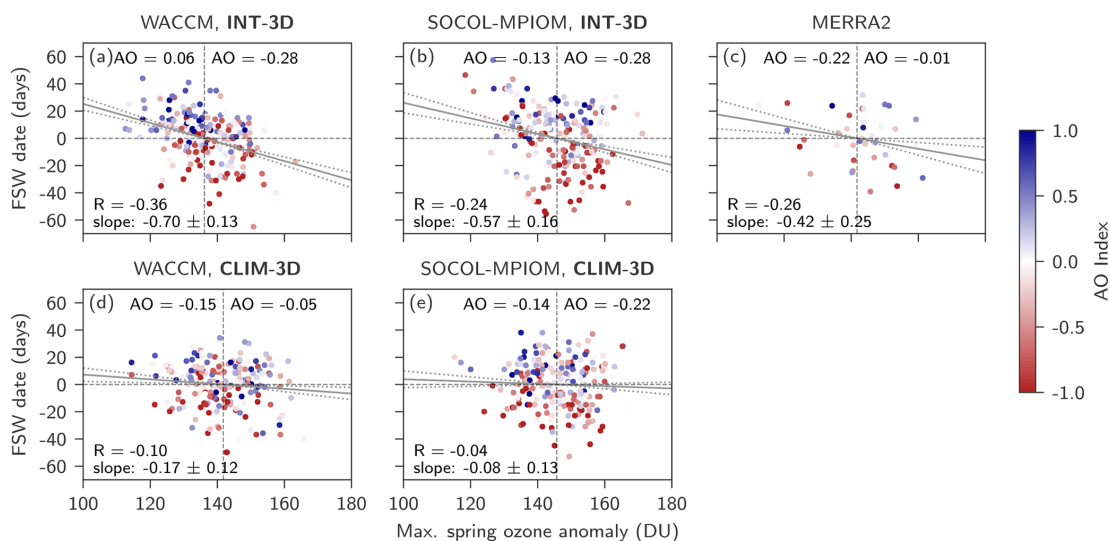 WACCM, INT-3D
SOCOL-MPIOM, INT-3D
MERRA2
FSW date (days)
60
40
20
0
-20
-40
-60
(a) AO = 0.06 AO = -0.28
R = -0.36
slope: -0.70 ± 0.13
100 120 140 160 180
(b) AO = -0.13 AO = -0.28
R = -0.24
slope: -0.57 ± 0.16
(c) AO = -0.22 AO = -0.01
R = -0.26
slope: -0.42 ± 0.25
WACCM, CLIM-3D
SOCOL-MPIOM, CLIM-3D
FSW date (days)
60
40
20
0
-20
-40
-60
(d) AO = -0.15 AO = -0.05
R = -0.10
slope: -0.17 ± 0.12
100 120 140 160 180
(e) AO = -0.14 AO = -0.22
R = -0.04
slope: -0.08 ± 0.13
100 120 140 160 180
Max. spring ozone anomaly (DU)
1.0
0.5
0.0
-0.5
-1.0
AO Index